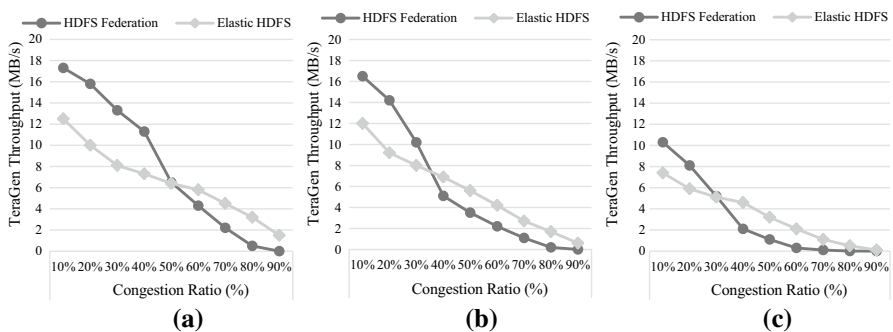 HDFS Federation
Elastic HDFS
TeraGen Throughput (MB/s)
20
18
16
14
12
10
8
6
4
2
0
10% 20% 30% 40% 50% 60% 70% 80% 90%
Congestion Ratio (%)
(a)
HDFS Federation
Elastic HDFS
TeraGen Throughput (MB/s)
20
18
16
14
12
10
8
6
4
2
0
10% 20% 30% 40% 50% 60% 70% 80% 90%
Congestion Ratio (%)
(b)
HDFS Federation
Elastic HDFS
TeraGen Throughput (MB/s)
20
18
16
14
12
10
8
6
4
2
0
10% 20% 30% 40% 50% 60% 70% 80% 90%
Congestion Ratio (%)
(c)